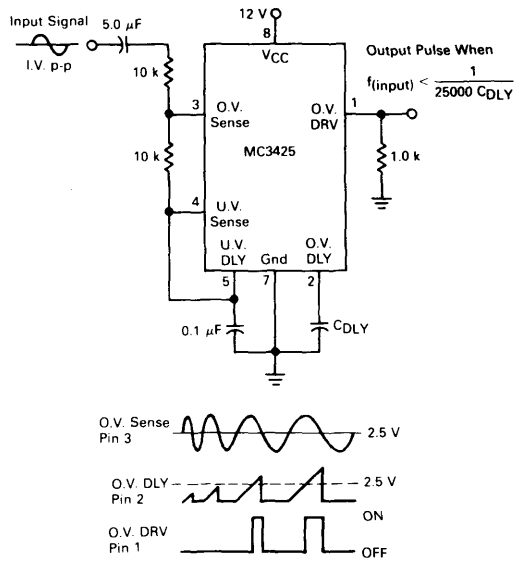 Input Signal
5.0 μF
I.V. p-p
12 V
8
VCC
10 k
3
O.V.
Sense
10 k
4
U.V.
Sense
MC3425
O.V.
DRV
1
Output Pulse When
f(input) < 1
25000 CDLY
1.0 k
U.V.
DLY
Gnd
O.V.
DLY
5
7
2
0.1 μF
CDLY
O.V. Sense
Pin 3
2.5 V
O.V. DLY
Pin 2
2.5 V
O.V. DRV
Pin 1
ON
OFF